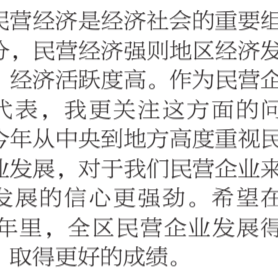 民营经济是经济社会的重要组
分，民营经济强则地区经济发
，经济活跃度高。作为民营企
代表，我更关注这方面的问
今年从中央到地方高度重视民
业发展，对于我们民营企业来
发展的信心更强劲。希望在
年里，全区民营企业发展得
，取得更好的成绩。